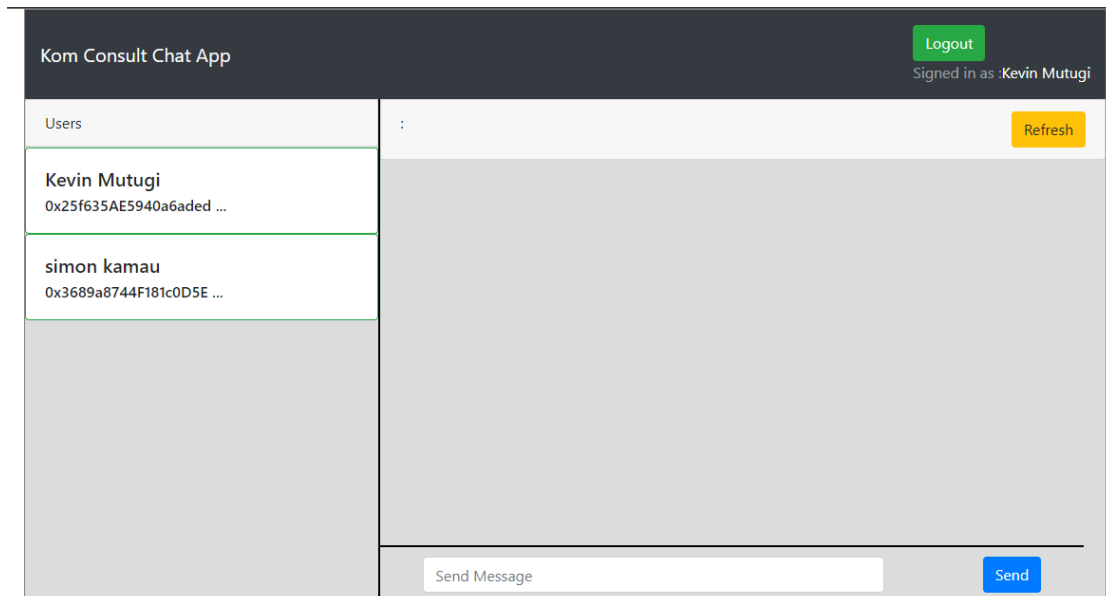 Kom Consult Chat App
Logout
Signed in as :Kevin Mutugi
Users
:
Refresh
Kevin Mutugi
0x25f635AE5940a6aded ...
simon kamau
0x3689a8744F181c0D5E ...
Send Message
Send